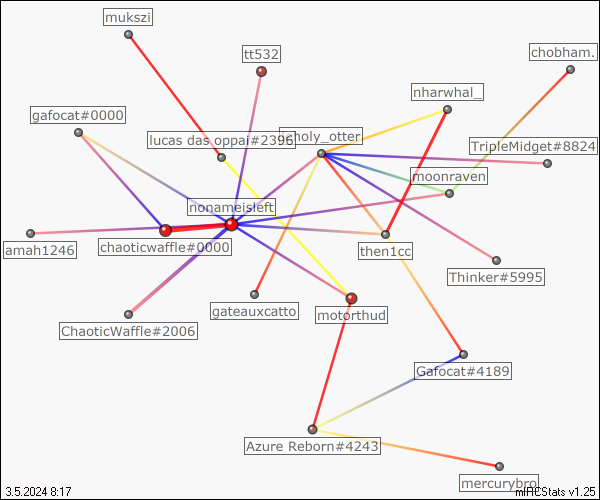 mukszi
tt532
chobham.
nharwhal_
gafocat#0000
lucas das oppai#2396
choly_otter
TripleMidget#8824
moonraven
nonameisleft
amah1246
chaoticwaffle#0000
then1cc
Thinker#5995
gateauxcatto
motorthud
ChaoticWaffle#2006
Gafocat#4189
Azure Reborn#4243
mercurybro
3.5.2024 8:17
mIRCStats v1.25